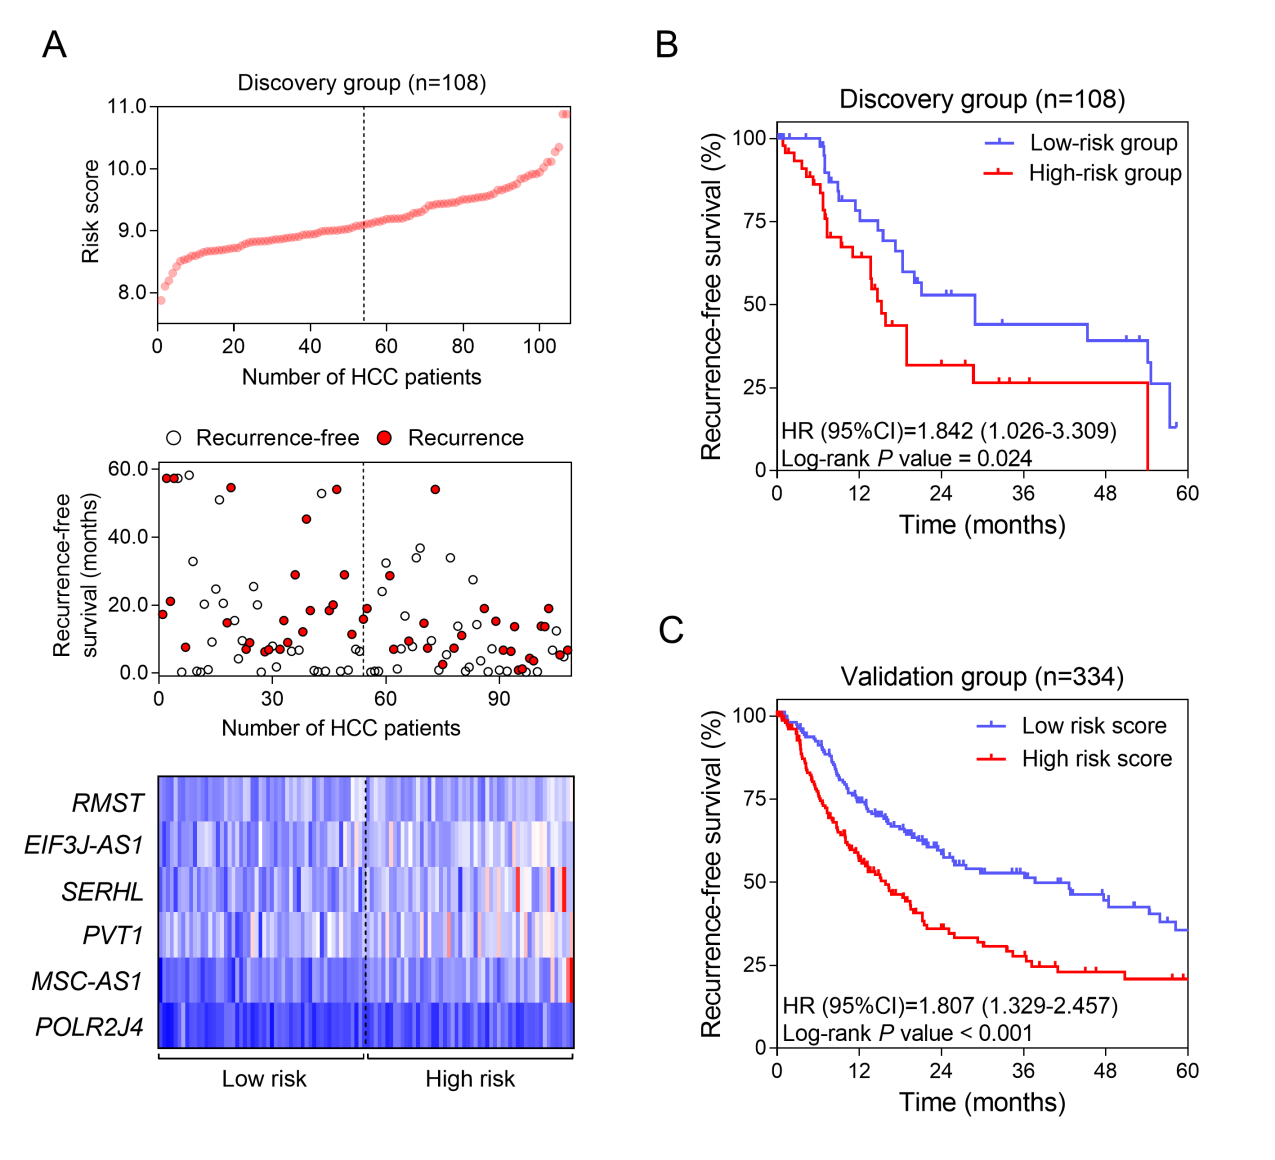 A
Discovery group (n=108)
11.0
10.0
9.0
8.0
Risk score
0 20 40 60 80 100
Number of HCC patients
Recurrence-free Recurrence
60.0
40.0
20.0
0.0
Recurrence-free
survival (months)
0 30 60 90
Number of HCC patients
RMST
EIF3J-AS1
SERHL
PVT1
MSC-AS1
POLR2J4
Low risk High risk
B
Discovery group (n=108)
100
75
50
25
0
Recurrence-free survival (%)
Low-risk group
High-risk group
HR (95%CI)=1.842 (1.026-3.309)
Log-rank P value = 0.024
0 12 24 36 48 60
Time (months)
C
Validation group (n=334)
100
75
50
25
0
Recurrence-free survival (%)
Low risk score
High risk score
HR (95%CI)=1.807 (1.329-2.457)
Log-rank P value < 0.001
0 12 24 36 48 60
Time (months)